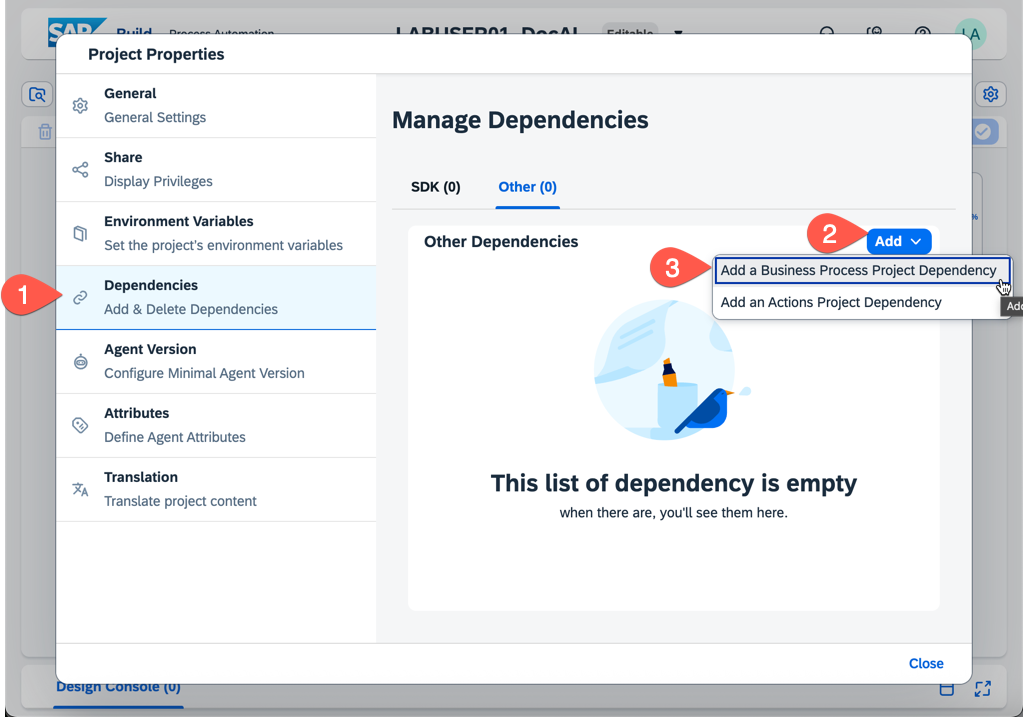 SAP Build Process Automation LABUSER01_DocAI Editable LA
Project Properties
General
General Settings
Share
Display Privileges
Environment Variables
Set the project's environment variables
1
Dependencies
Add & Delete Dependencies
Agent Version
Configure Minimal Agent Version
Attributes
Define Agent Attributes
Translation
Translate project content
Manage Dependencies
SDK (0) Other (0)
Other Dependencies
2
Add
3
Add a Business Process Project Dependency
Add an Actions Project Dependency
%
This list of dependency is empty
when there are, you'll see them here.
Close
Design Console (0)